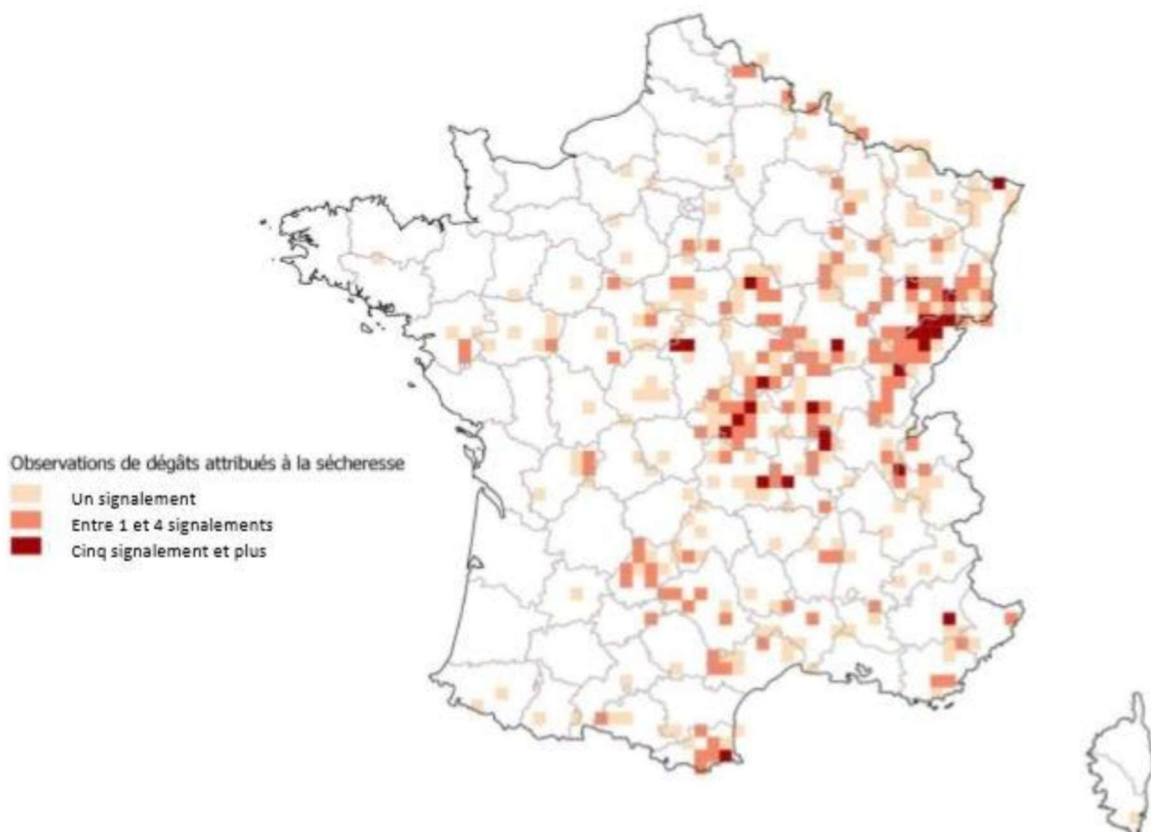 Observations de dégâts attribués à la sécheresse
Un signalement
Entre 1 et 4 signalements
Cinq signalement et plus